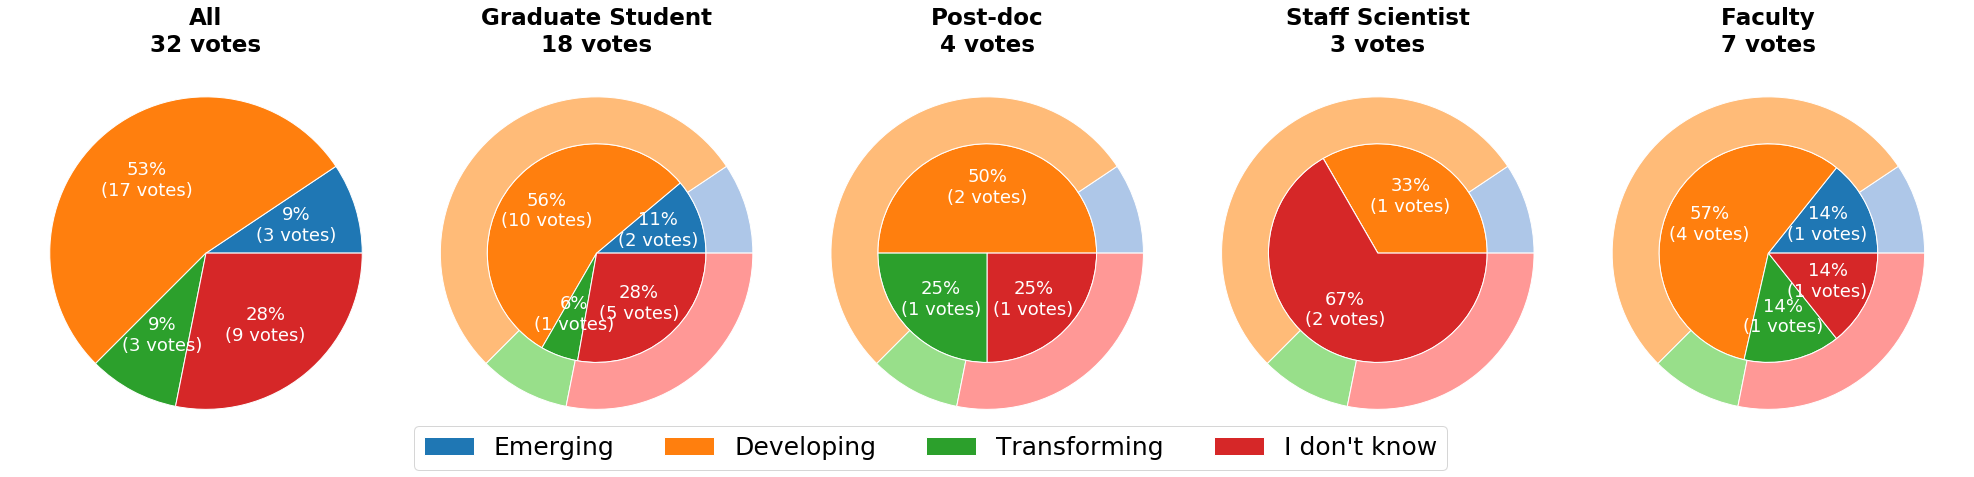 All
32 votes
53%
(17 votes)
9%
(3 votes)
9%
(3 votes)
28%
(9 votes)
Graduate Student
18 votes
56%
(10 votes)
11%
(2 votes)
6%
(1 votes)
28%
(5 votes)
Post-doc
4 votes
50%
(2 votes)
25%
(1 votes)
25%
(1 votes)
Staff Scientist
3 votes
33%
(1 votes)
67%
(2 votes)
Faculty
7 votes
57%
(4 votes)
14%
(1 votes)
14%
(1 votes)
14%
(1 votes)
Emerging
Developing
Transforming
I don't know